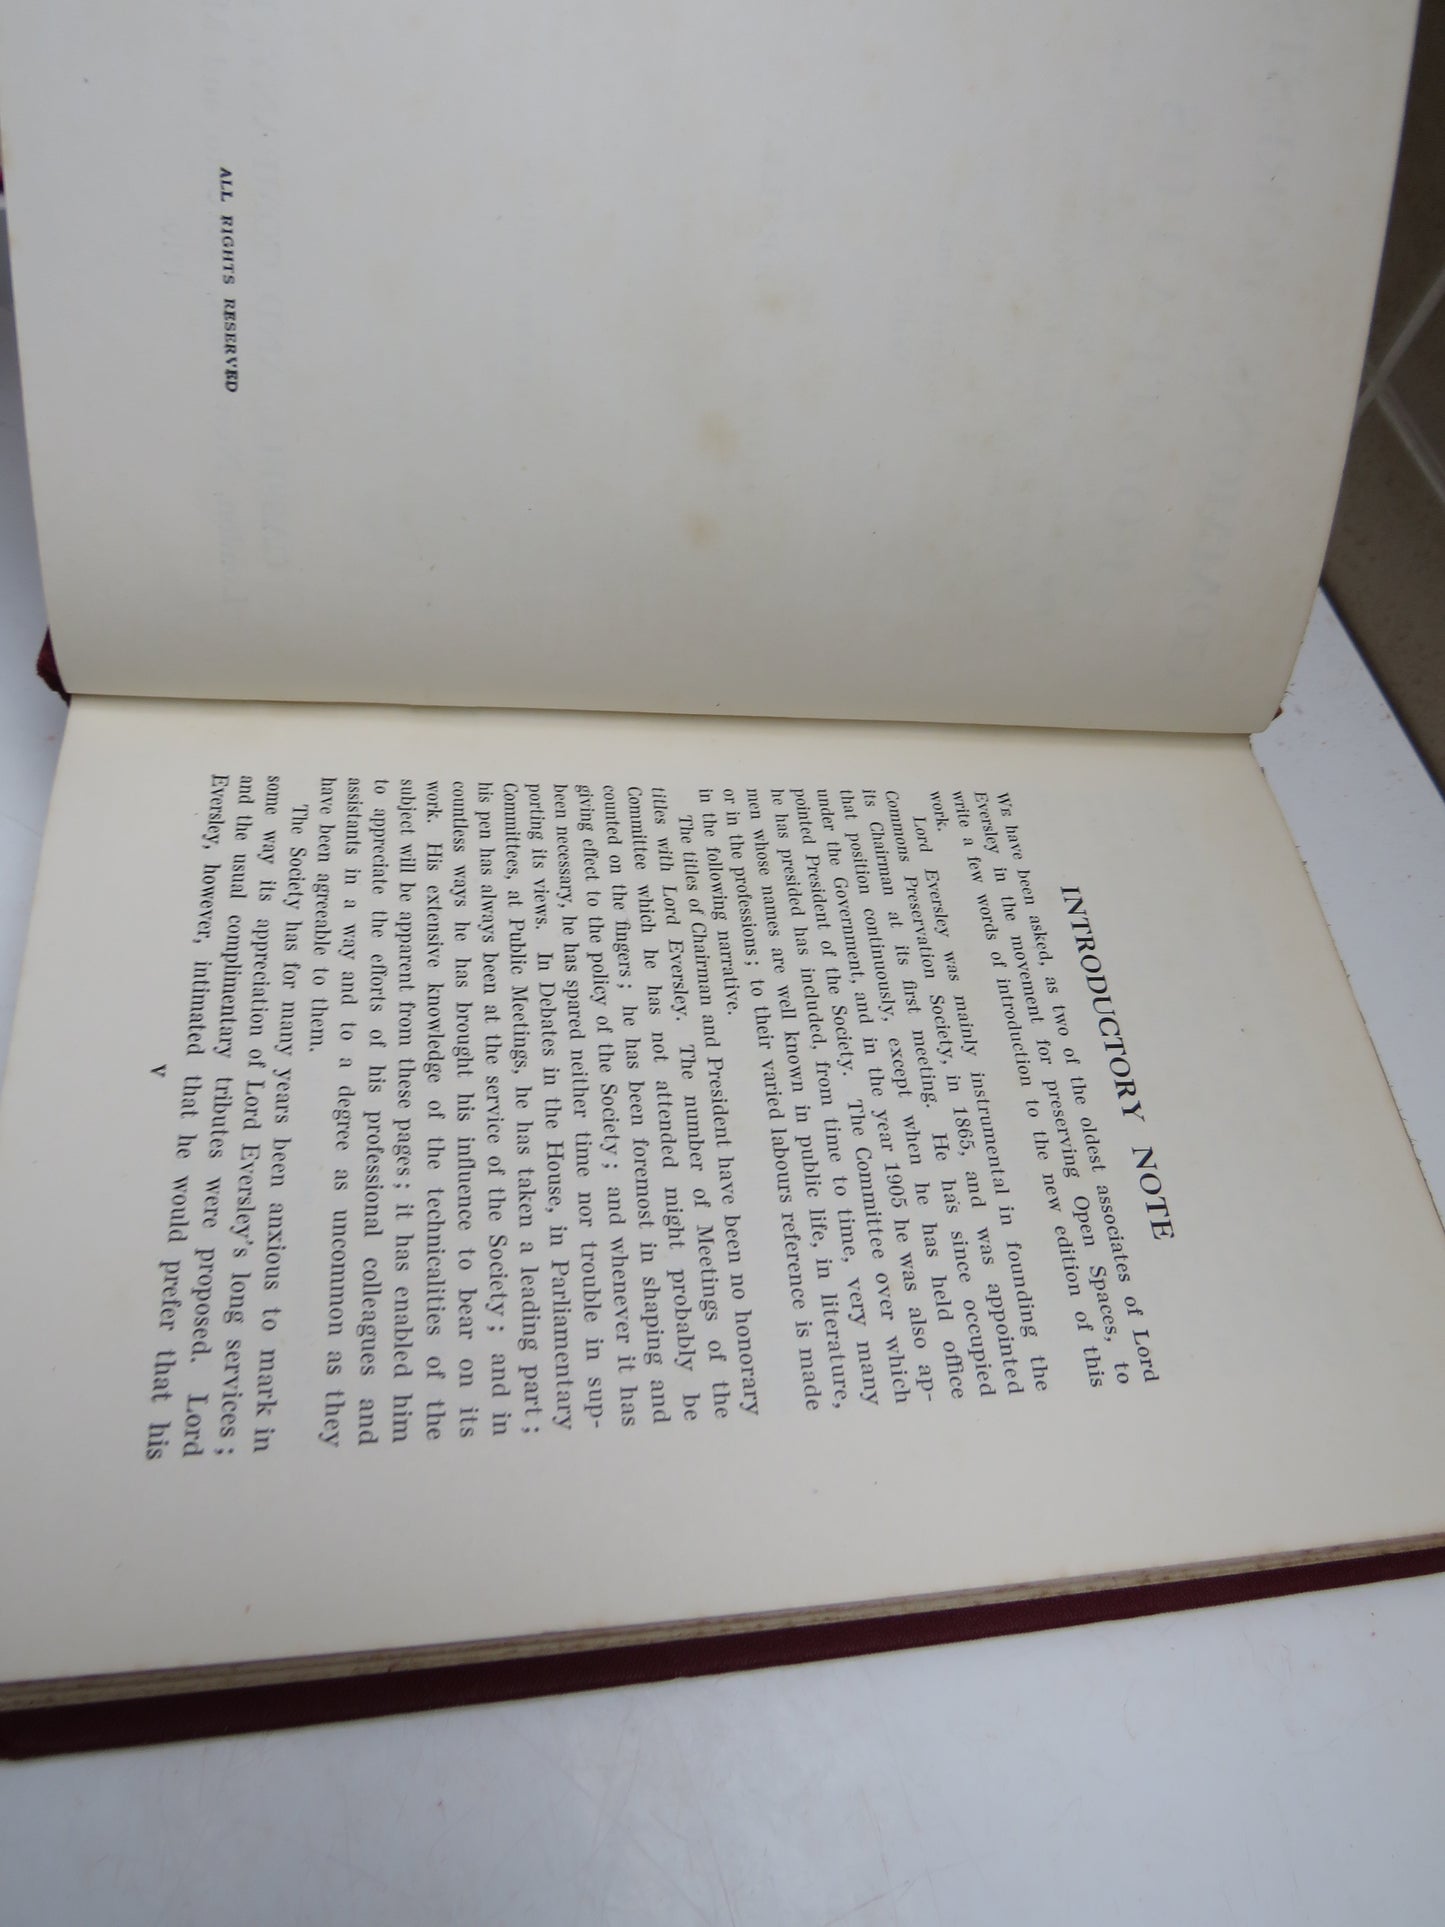 ALL RIGHTS RESERVED
INTRODUCTORY NOTE
WE have been asked, as two of the oldest associates of Lord
Eversley in the movement for preserving Open Spaces, to
write a few words of introduction to the new edition of this
work.
Lord Eversley was mainly instrumental in founding the
Commons Preservation Society, in 1865, and was appointed
its Chairman at its first meeting. He has since occupied
that position continuously, except when he has held office
under the Government, and in the year 1905 he was also ap-
pointed President of the Society. The Committee over which
he has presided has included, from time to time, very many
men whose names are well known in public life, in literature,
or in the professions; to their varied labours reference is made
in the following narrative.
The titles of Chairman and President have been no honorary
titles with Lord Eversley. The number of Meetings of the
Committee which he has not attended might probably be
counted on the fingers; he has been foremost in shaping and
giving effect to the policy of the Society; and whenever it has
been necessary, he has spared neither time nor trouble in sup-
porting its views. In Debates in the House, in Parliamentary
Committees, at Public Meetings, he has taken a leading part;
his pen has always been at the service of the Society; and in
countless ways he has brought his influence to bear on its
work. His extensive knowledge of the technicalities of the
subject will be apparent from these pages; it has enabled him
to appreciate the efforts of his professional colleagues and
assistants in a way and to a degree as uncommon as they
have been agreeable to them.
The Society has for many years been anxious to mark in
some way its appreciation of Lord Eversley's long services;
and the usual complimentary tributes were proposed. Lord
Eversley, however, intimated that he would prefer that his
v